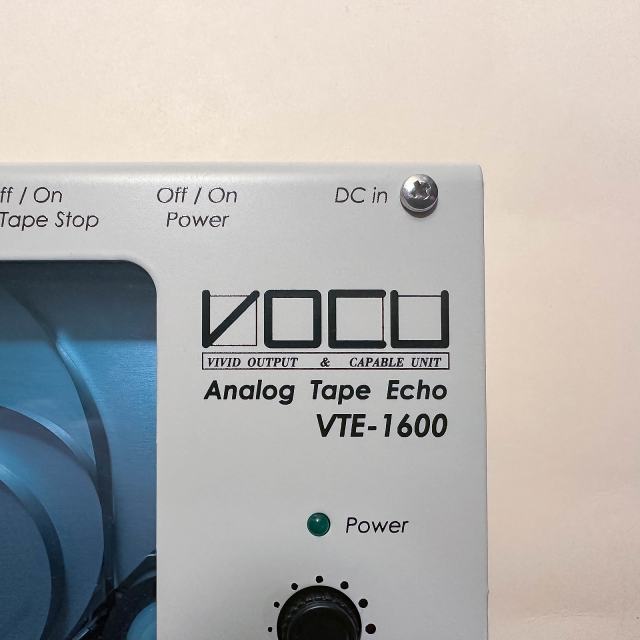 ff / On
Tape Stop
Off / On
Power
DC in
VOCU
VIVID OUTPUT & CAPABLE UNIT
Analog Tape Echo
VTE-1600
Power